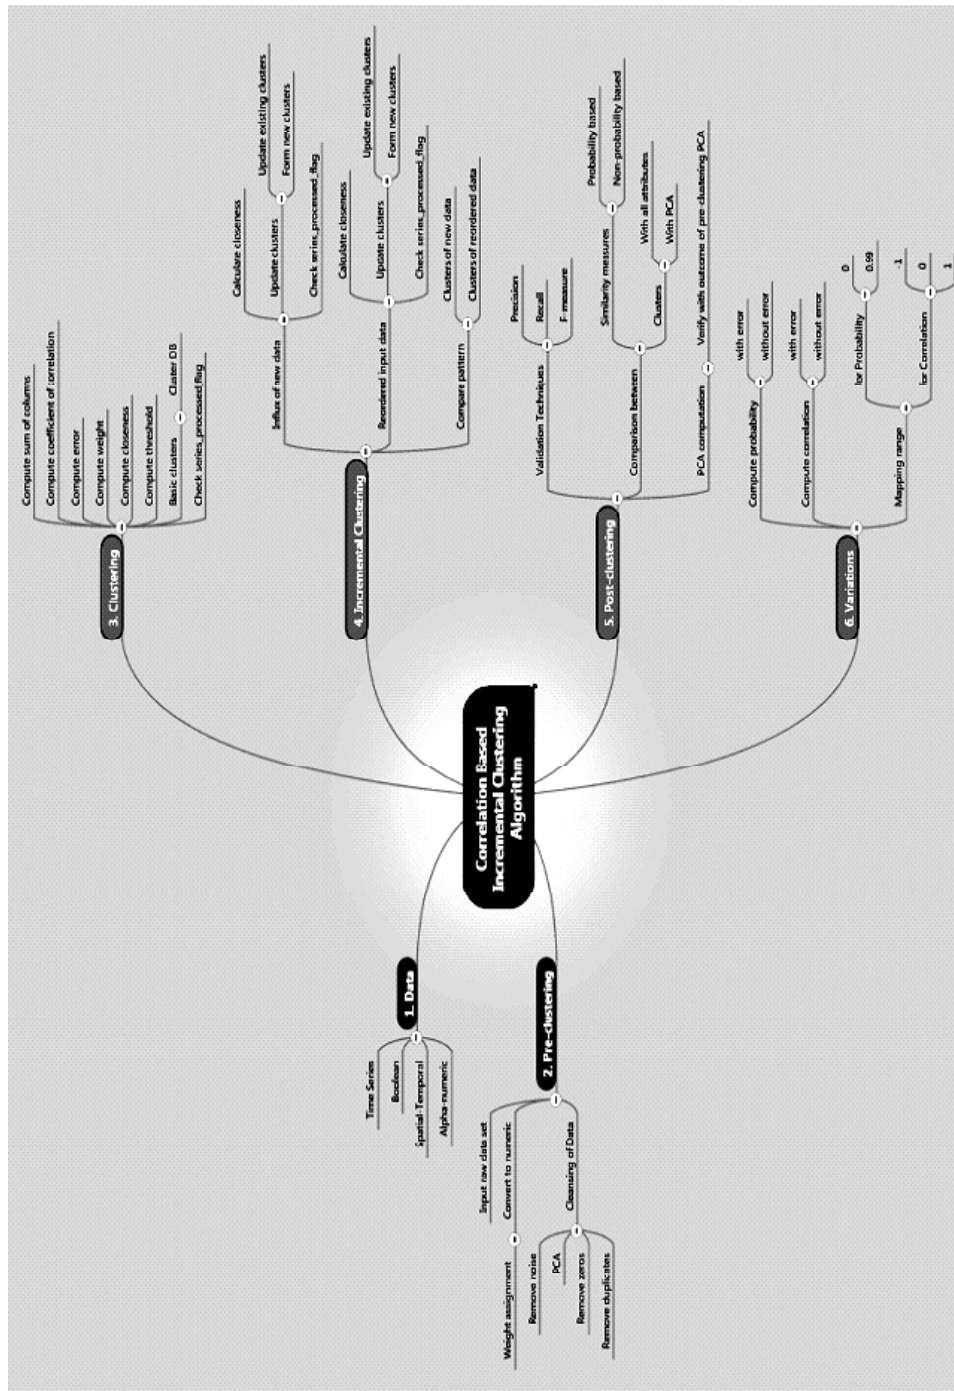 Correlation Based
Incremental Clustering
Algorithm
1. Data
Time Series
Boolean
Spatial-Temporal
Alpha-numeric
2. Pre-clustering
Input raw data set
Convert to numeric
Weight assignment
Cleansing of Data
Remove noise
PCA
Remove zeros
Remove duplicates
3. Clustering
Compute sum of columns
Compute coefficient of correlation
Compute error
Compute weight
Compute closeness
Compute threshold
Basic clusters
Cluster DB
Check series_processed_flag
4. Incremental Clustering
Influx of new data
Calculate closeness
Update clusters
Update existing clusters
Form new clusters
Check series_processed_flag
Reordered input data
Calculate closeness
Update clusters
Update existing clusters
Form new clusters
Check series_processed_flag
Compare pattern
Clusters of new data
Clusters of reordered data
5. Post-clustering
Validation Techniques
Precision
Recall
F-measure
Comparison between
Similarity measures
Probability based
Non-probability based
Clusters
With all attributes
With PCA
PCA computation
Verify with outcome of pre-clustering PCA
6. Variations
Compute probability
with error
without error
Compute correlation
with error
without error
Mapping range
for Probability
0
0.99
for Correlation
-1
0
1